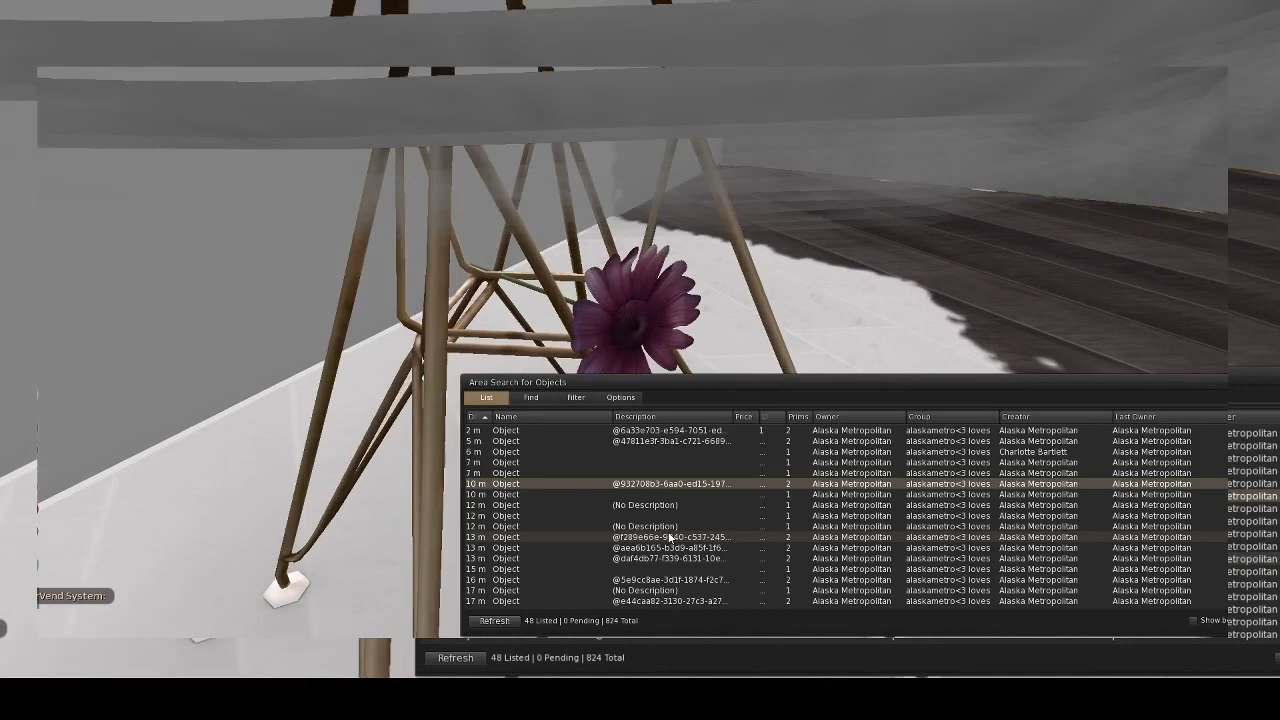 Area Search for Objects
List Find Filter Options
Name Description Price Prims Owner Group Creator Last Owner
2 m Object @6a33e703-e594-7051-ed... 1 2 Alaska Metropolitan alaskametro<3 loves Alaska Metropolitan Alaska Metropolitan
5 m Object @47811e3f-3ba1-c721-6689... ... 2 Alaska Metropolitan alaskametro<3 loves Alaska Metropolitan Alaska Metropolitan
6 m Object ... 1 Alaska Metropolitan alaskametro<3 loves Charlotte Bartlett Alaska Metropolitan
7 m Object ... 1 Alaska Metropolitan alaskametro<3 loves Alaska Metropolitan Alaska Metropolitan
7 m Object ... 1 Alaska Metropolitan alaskametro<3 loves Alaska Metropolitan Alaska Metropolitan
10 m Object @932708b3-6aa0-ed15-197... ... 2 Alaska Metropolitan alaskametro<3 loves Alaska Metropolitan Alaska Metropolitan
10 m Object ... 1 Alaska Metropolitan alaskametro<3 loves Alaska Metropolitan Alaska Metropolitan
12 m Object (No Description) ... 1 Alaska Metropolitan alaskametro<3 loves Alaska Metropolitan Alaska Metropolitan
12 m Object ... 1 Alaska Metropolitan alaskametro<3 loves Alaska Metropolitan Alaska Metropolitan
12 m Object (No Description) ... 1 Alaska Metropolitan alaskametro<3 loves Alaska Metropolitan Alaska Metropolitan
13 m Object ... 2 Alaska Metropolitan alaskametro<3 loves Alaska Metropolitan Alaska Metropolitan
13 m Object @aea6b165-b3d9-a85f-1f6... ... 2 Alaska Metropolitan alaskametro<3 loves Alaska Metropolitan Alaska Metropolitan
13 m Object @daf4db77-f339-6131-10e... ... 2 Alaska Metropolitan alaskametro<3 loves Alaska Metropolitan Alaska Metropolitan
15 m Object ... 1 Alaska Metropolitan alaskametro<3 loves Alaska Metropolitan Alaska Metropolitan
16 m Object @5e9cc8ae-3d1f-1874-f2c7... ... 2 Alaska Metropolitan alaskametro<3 loves Alaska Metropolitan Alaska Metropolitan
17 m Object (No Description) ... 1 Alaska Metropolitan alaskametro<3 loves Alaska Metropolitan Alaska Metropolitan
17 m Object @e44caa82-3130-27c3-a27... ... 2 Alaska Metropolitan alaskametro<3 loves Alaska Metropolitan Alaska Metropolitan
Refresh 48 Listed | 0 Pending | 824 Total Show
Vend System:
Refresh 48 Listed | 0 Pending | 824 Total